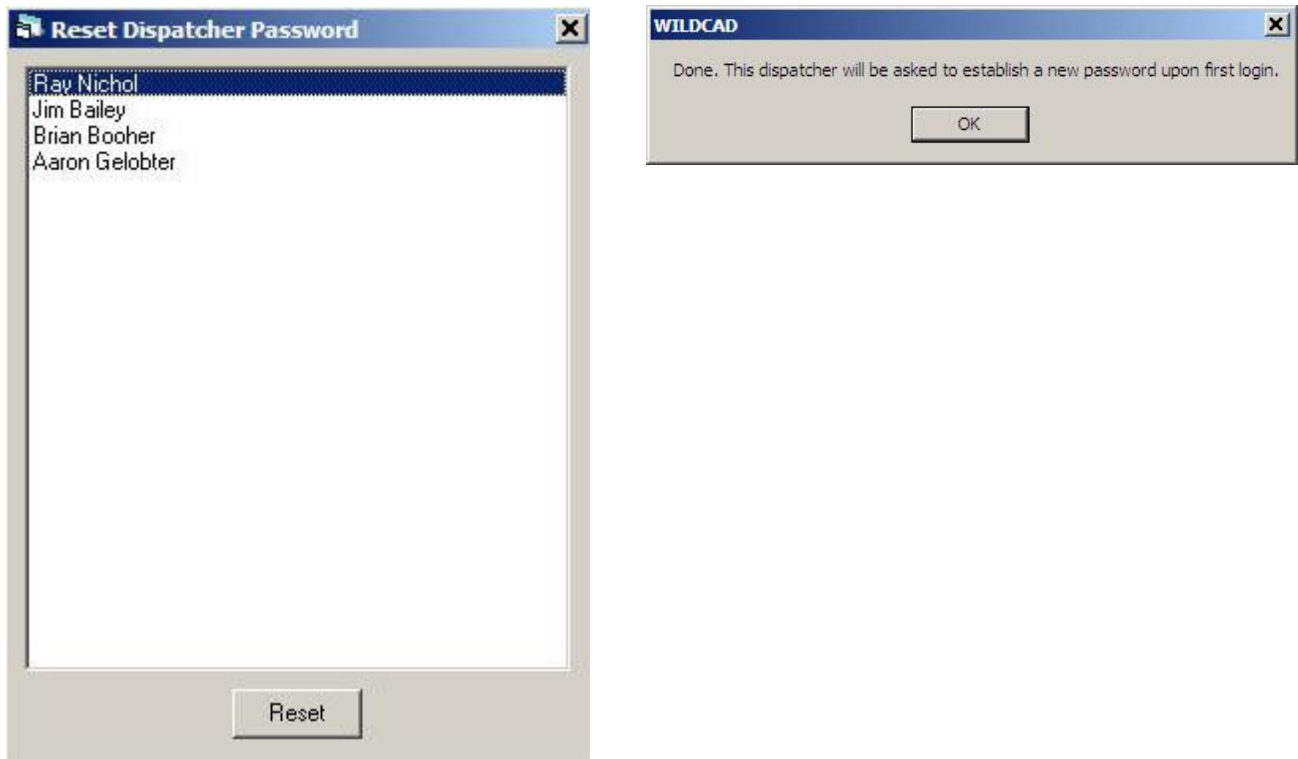 Reset Dispatcher Password
Ray Nichol
Jim Bailey
Brian Booher
Aaron Gelobter
Reset
WILDCAD
Done. This dispatcher will be asked to establish a new password upon first login.
OK